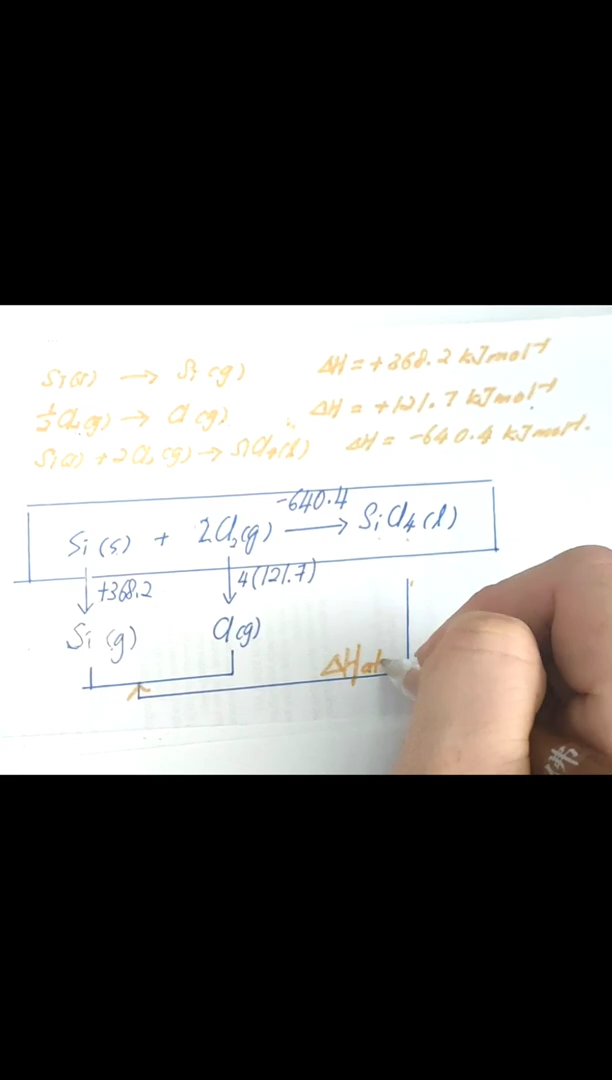 Si(s) → Si(g) ΔH = +368.2 kJmol⁻¹
½Cl₂(g) → Cl(g) ΔH = +121.7 kJmol⁻¹
Si(s) + 2Cl₂(g) → SiCl₄(l) ΔH = -640.4 kJmol⁻¹.
-640.4
Si(s) + 2Cl₂(g) → SiCl₄(l)
+368.2 4(121.7)
Si(g) Cl(g)
ΔHat